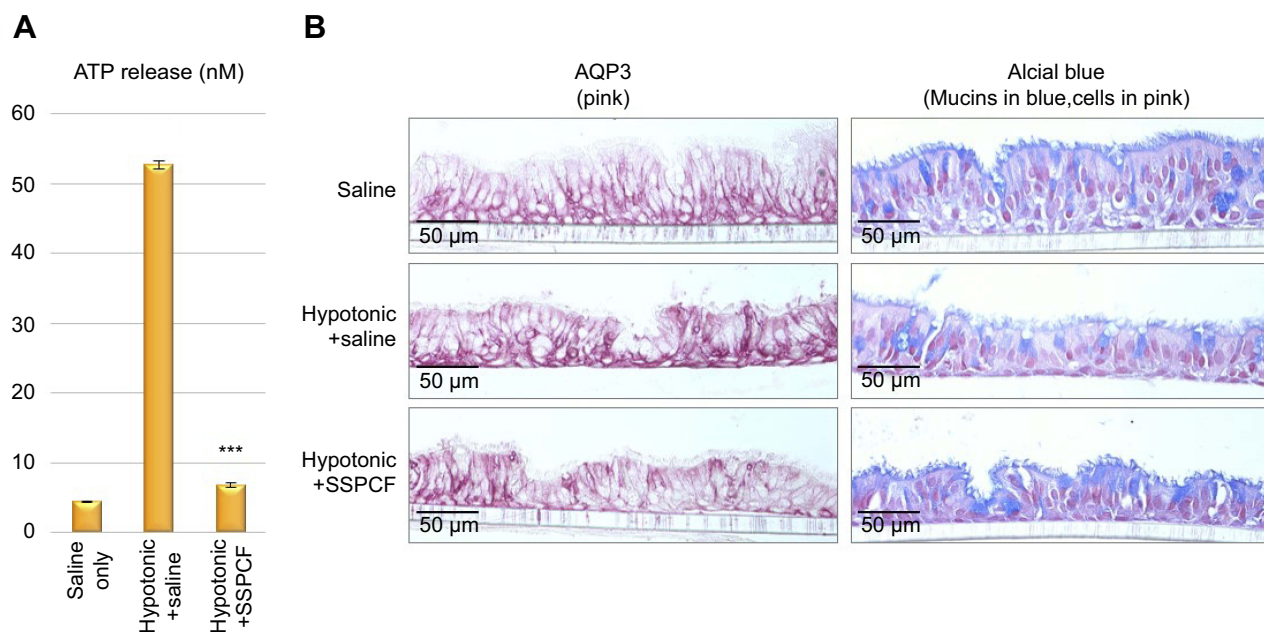 A
ATP release (nM)
60
50
40
30
20
10
0
***
Saline
only
Hypotonic
+saline
Hypotonic
+SSPCF
B
AQP3
(pink)
Alcial blue
(Mucins in blue,cells in pink)
Saline
50 µm
50 µm
Hypotonic
+saline
50 µm
50 µm
Hypotonic
+SSPCF
50 µm
50 µm